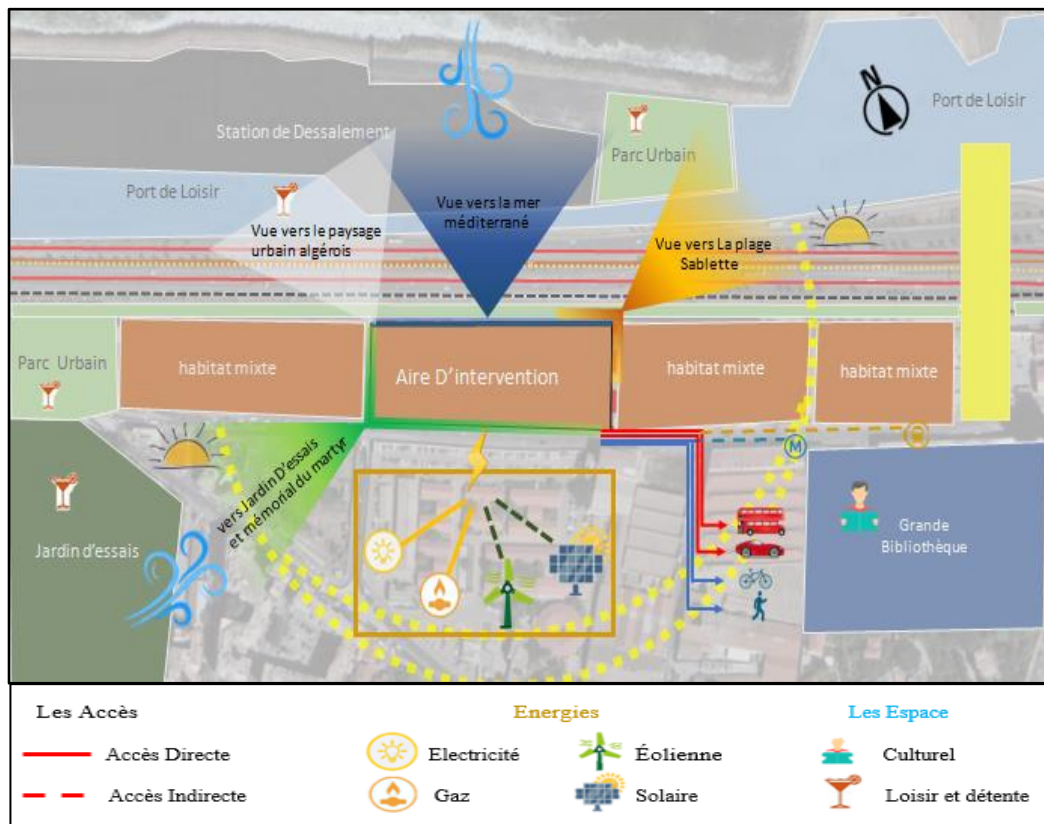 N
Port de Loisir
Station de Dessalement
Parc Urbain
Port de Loisir
Vue vers la mer
méditerrané
Vue vers le paysage
urbain algérois
Vue vers La plage
Sablette
Parc Urbain
habitat mixte
Aire D'intervention
habitat mixte
habitat mixte
vers Jardin D'essais
et mémorial du martyr
M
Jardin d'essais
Grande
Bibliothèque
Les Accès
Energies
Les Espace
Accès Directe
Electricité
Éolienne
Culturel
Accès Indirecte
Gaz
Solaire
Loisir et détente